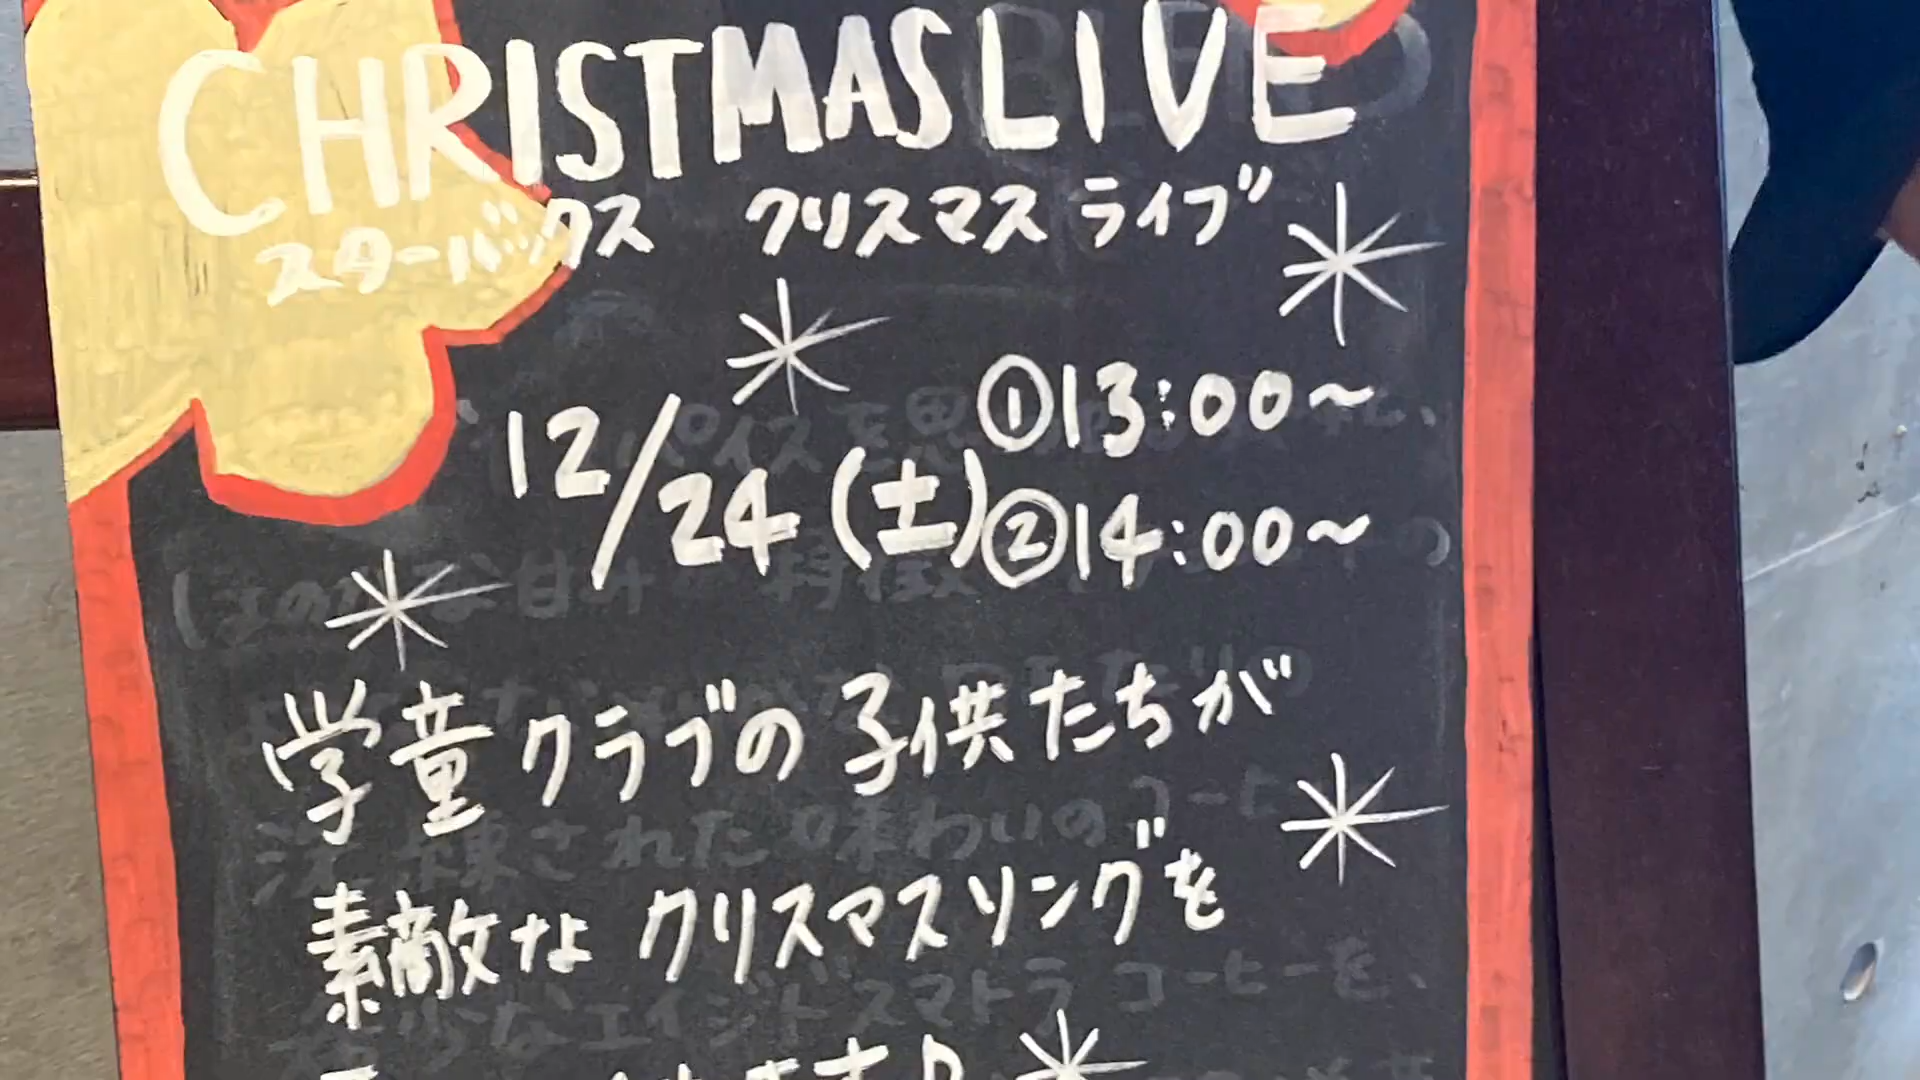 CHRISTMAS LIVE
スターバックス クリスマスライブ
12/24(土) ①13:00~
②14:00~
学童クラブの子供たちが
素敵なクリスマスソングを